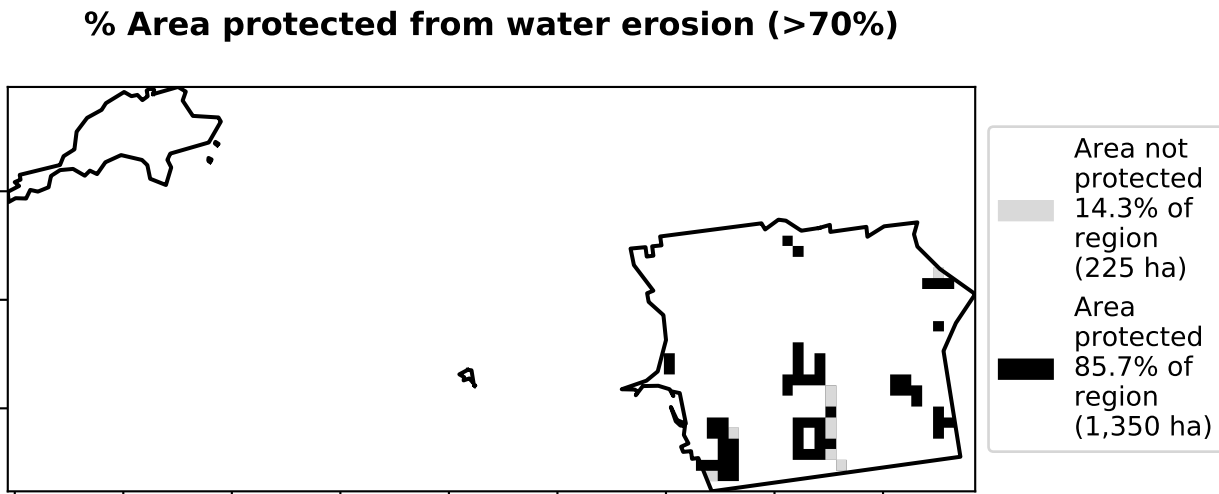 % Area protected from water erosion (>70%)
Area not
protected
14.3% of
region
(225 ha)
Area
protected
85.7% of
region
(1,350 ha)